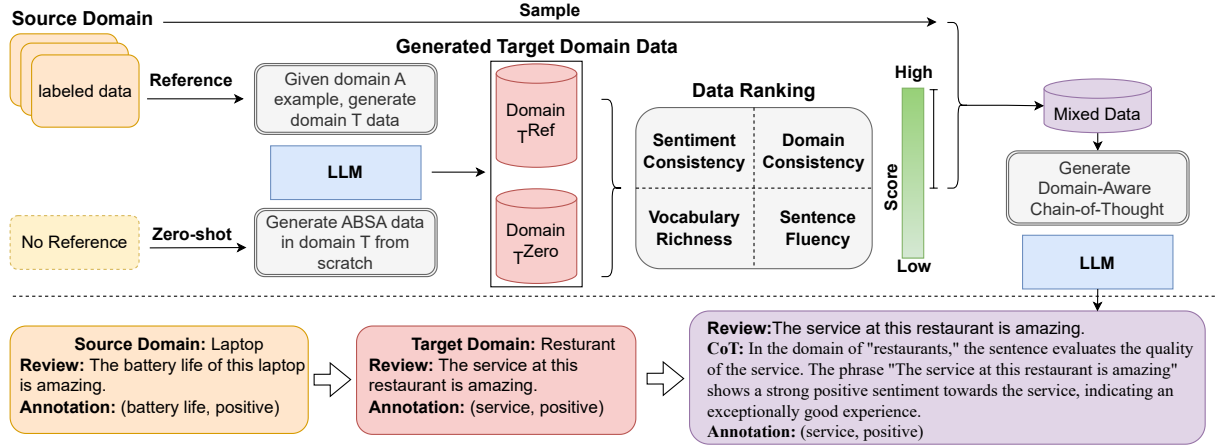 Source Domain
Sample
labeled data
Reference
Given domain A
example, generate
domain T data
LLM
No Reference
Zero-shot
Generate ABSA data
in domain T from
scratch
Generated Target Domain Data
Domain
T^Ref
Domain
T^Zero
Data Ranking
Sentiment
Consistency
Domain
Consistency
Vocabulary
Richness
Sentence
Fluency
High
Score
Low
Mixed Data
Generate
Domain-Aware
Chain-of-Thought
LLM
Source Domain: Laptop
Review: The battery life of this laptop
is amazing.
Annotation: (battery life, positive)
Target Domain: Resturant
Review: The service at this
restaurant is amazing.
Annotation: (service, positive)
Review:The service at this restaurant is amazing.
CoT: In the domain of "restaurants," the sentence evaluates the quality
of the service. The phrase "The service at this restaurant is amazing"
shows a strong positive sentiment towards the service, indicating an
exceptionally good experience.
Annotation: (service, positive)